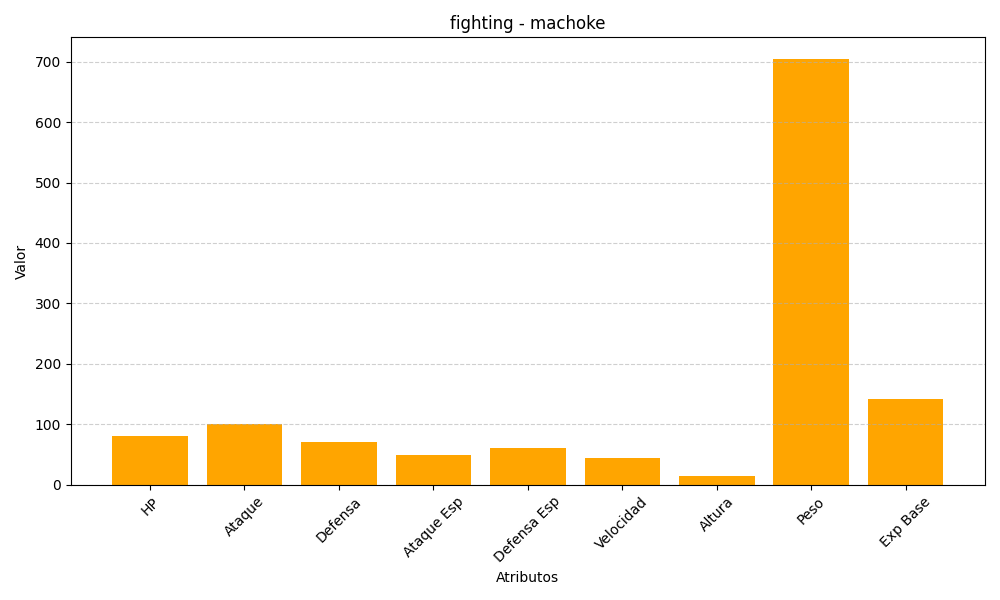 fighting - machoke
Valor
700
600
500
400
300
200
100
0
HP
Ataque
Defensa
Ataque Esp
Defensa Esp
Velocidad
Altura
Peso
Exp Base
Atributos